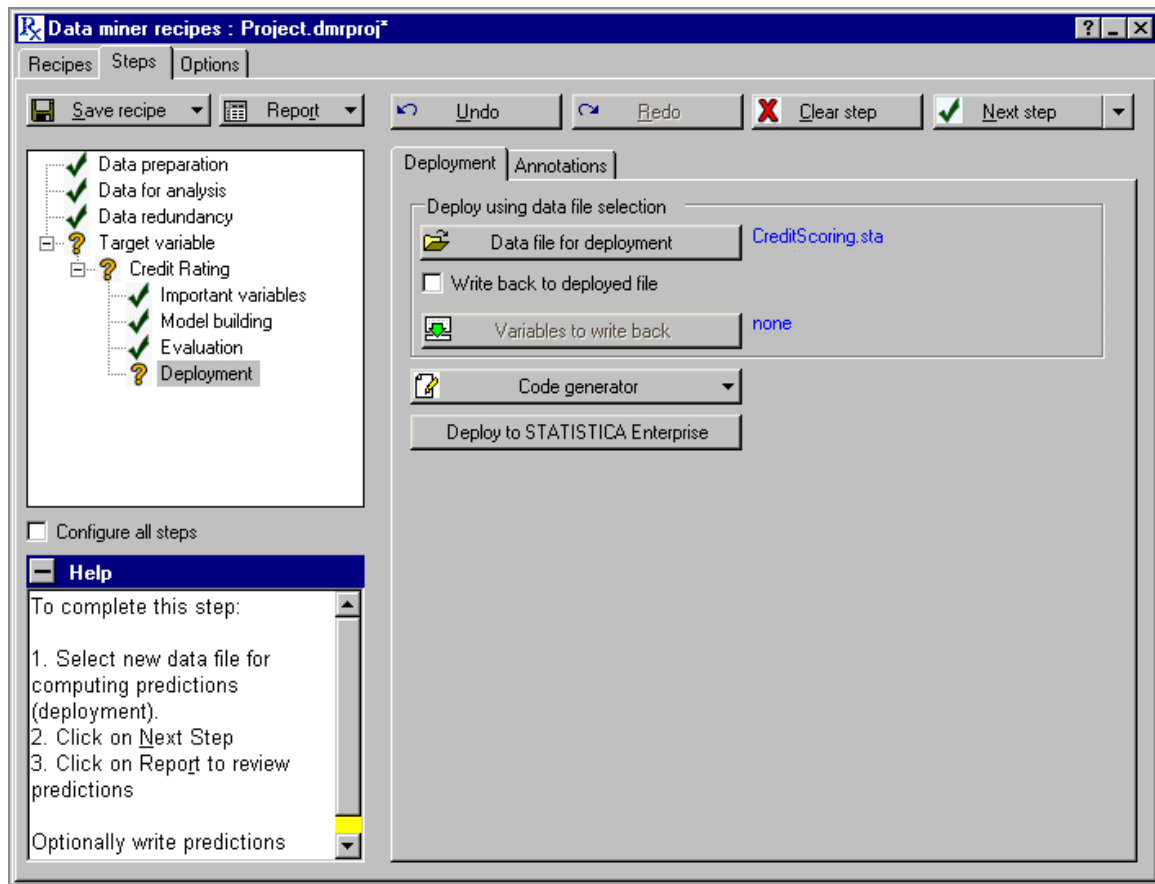 Data miner recipes : Project.dmrproj*
Recipes Steps Options
Save recipe Report Undo Redo Clear step Next step
Data preparation
Data for analysis
Data redundancy
Target variable
Credit Rating
Important variables
Model building
Evaluation
Deployment
Configure all steps
Help
To complete this step:
1. Select new data file for
computing predictions
(deployment).
2. Click on Next Step
3. Click on Report to review
predictions
Optionally write predictions
Deployment Annotations
Deploy using data file selection
Data file for deployment CreditScoring.sta
Write back to deployed file
Variables to write back none
Code generator
Deploy to STATISTICA Enterprise